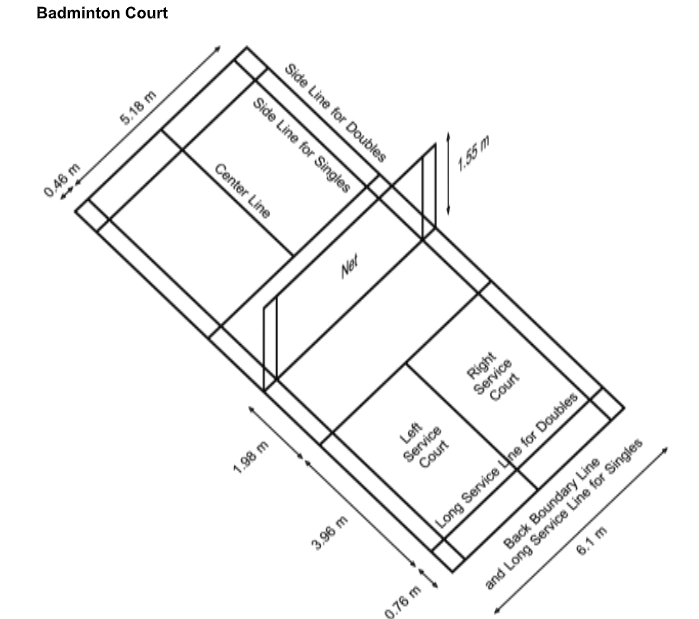 Badminton Court
5.18 m
0.46 m
Side Line for Doubles
Side Line for Singles
Center Line
1.55 m
Net
Right
Service
Court
Left
Service
Court
Long Service Line for Doubles
Back Boundary Line
and Long Service Line for Singles
1.98 m
3.96 m
0.76 m
6.1 m